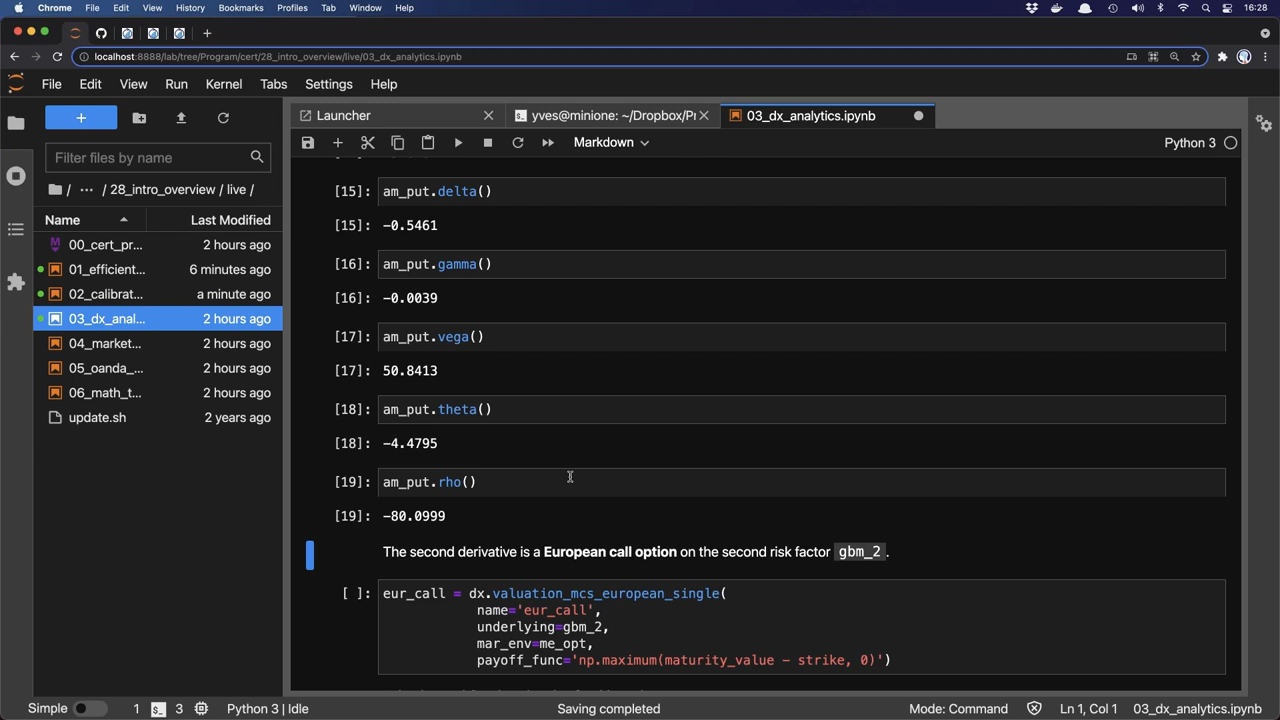 Chrome File Edit View History Bookmarks Profiles Tab Window Help 16:28
localhost:8888/lab/tree/Program/cert/28_intro_overview/live/03_dx_analytics.ipynb
File Edit View Run Kernel Tabs Settings Help
Launcher
yves@minione: ~/Dropbox/Pr
03_dx_analytics.ipynb
Markdown
Python 3
Filter files by name
/ ··· / 28_intro_overview / live /
Name Last Modified
00_cert_pr... 2 hours ago
01_efficient... 6 minutes ago
02_calibrat... a minute ago
03_dx_anal... 2 hours ago
04_market... 2 hours ago
05_oanda_... 2 hours ago
06_math_t... 2 hours ago
update.sh 2 years ago
[15]: am_put.delta()
[15]: -0.5461
[16]: am_put.gamma()
[16]: -0.0039
[17]: am_put.vega()
[17]: 50.8413
[18]: am_put.theta()
[18]: -4.4795
[19]: am_put.rho()
[19]: -80.0999
The second derivative is a European call option on the second risk factor gbm_2.
[ ]: eur_call = dx.valuation_mcs_european_single(
name='eur_call',
underlying=gbm_2,
mar_env=me_opt,
payoff_func='np.maximum(maturity_value - strike, 0)')
Simple 1 3 Python 3 | Idle Saving completed Mode: Command Ln 1, Col 1 03_dx_analytics.ipynb